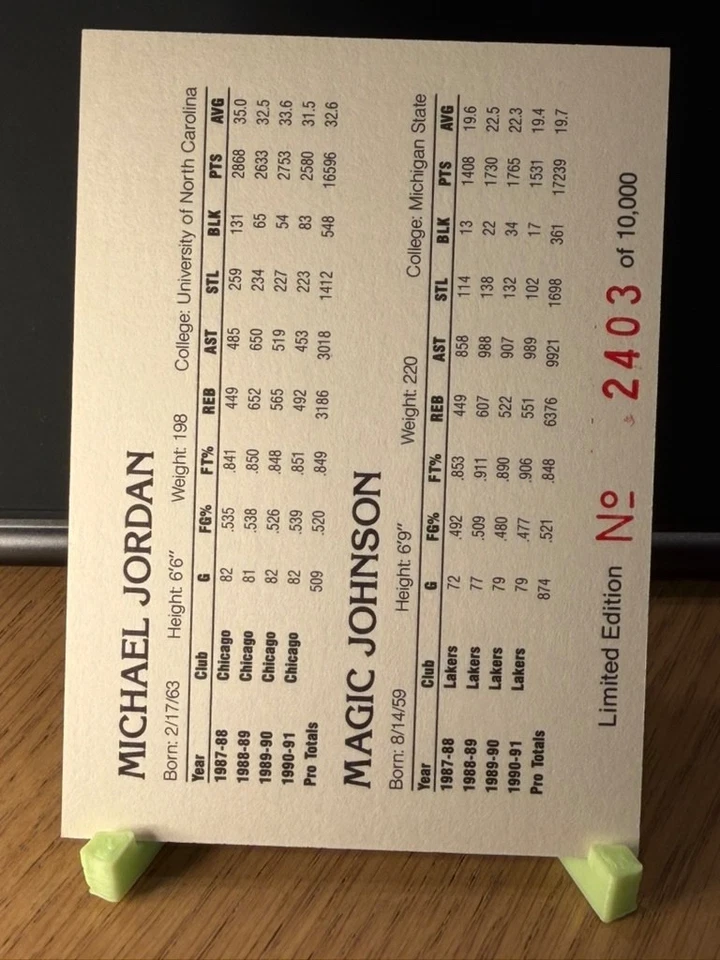 MICHAEL JORDAN
Born: 2/17/63 Height: 6'6" Weight: 198 College: University of North Carolina
Year Club G FG% FT% REB AST STL BLK PTS AVG
1987-88 Chicago 82 .535 .841 449 485 259 131 2868 35.0
1988-89 Chicago 81 .538 .850 652 650 234 65 2633 32.5
1989-90 Chicago 82 .526 .848 565 519 227 54 2753 33.6
1990-91 Chicago 82 .539 .851 492 453 223 83 2580 31.5
Pro Totals 509 .520 .849 3186 3018 1412 548 16596 32.6
MAGIC JOHNSON
Born: 8/14/59 Height: 6'9" Weight: 220 College: Michigan State
Year Club G FG% FT% REB AST STL BLK PTS AVG
1987-88 Lakers 72 .492 .853 449 858 114 13 1408 19.6
1988-89 Lakers 77 .509 .911 607 988 138 22 1730 22.5
1989-90 Lakers 79 .480 .890 522 907 132 34 1765 22.3
1990-91 Lakers 79 .477 .906 551 989 102 17 1531 19.4
Pro Totals 874 .521 .848 6376 9921 1698 361 17239 19.7
Limited Edition Nº 2403 of 10,000